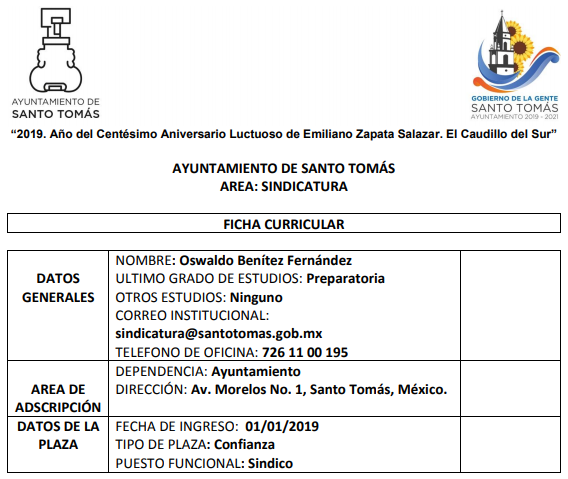 AYUNTAMIENTO DE
SANTO TOMÁS
GOBIERNO DE LA GENTE
SANTO TOMÁS
AYUNTAMIENTO 2019 - 2021
“2019. Año del Centésimo Aniversario Luctuoso de Emiliano Zapata Salazar. El Caudillo del Sur”
AYUNTAMIENTO DE SANTO TOMÁS
AREA: SINDICATURA
FICHA CURRICULAR
DATOS
GENERALES
NOMBRE: Oswaldo Benítez Fernández
ULTIMO GRADO DE ESTUDIOS: Preparatoria
OTROS ESTUDIOS: Ninguno
CORREO INSTITUCIONAL:
sindicatura@santotomas.gob.mx
TELEFONO DE OFICINA: 726 11 00 195
AREA DE
ADSCRIPCIÓN
DEPENDENCIA: Ayuntamiento
DIRECCIÓN: Av. Morelos No. 1, Santo Tomás, México.
DATOS DE LA
PLAZA
FECHA DE INGRESO: 01/01/2019
TIPO DE PLAZA: Confianza
PUESTO FUNCIONAL: Sindico